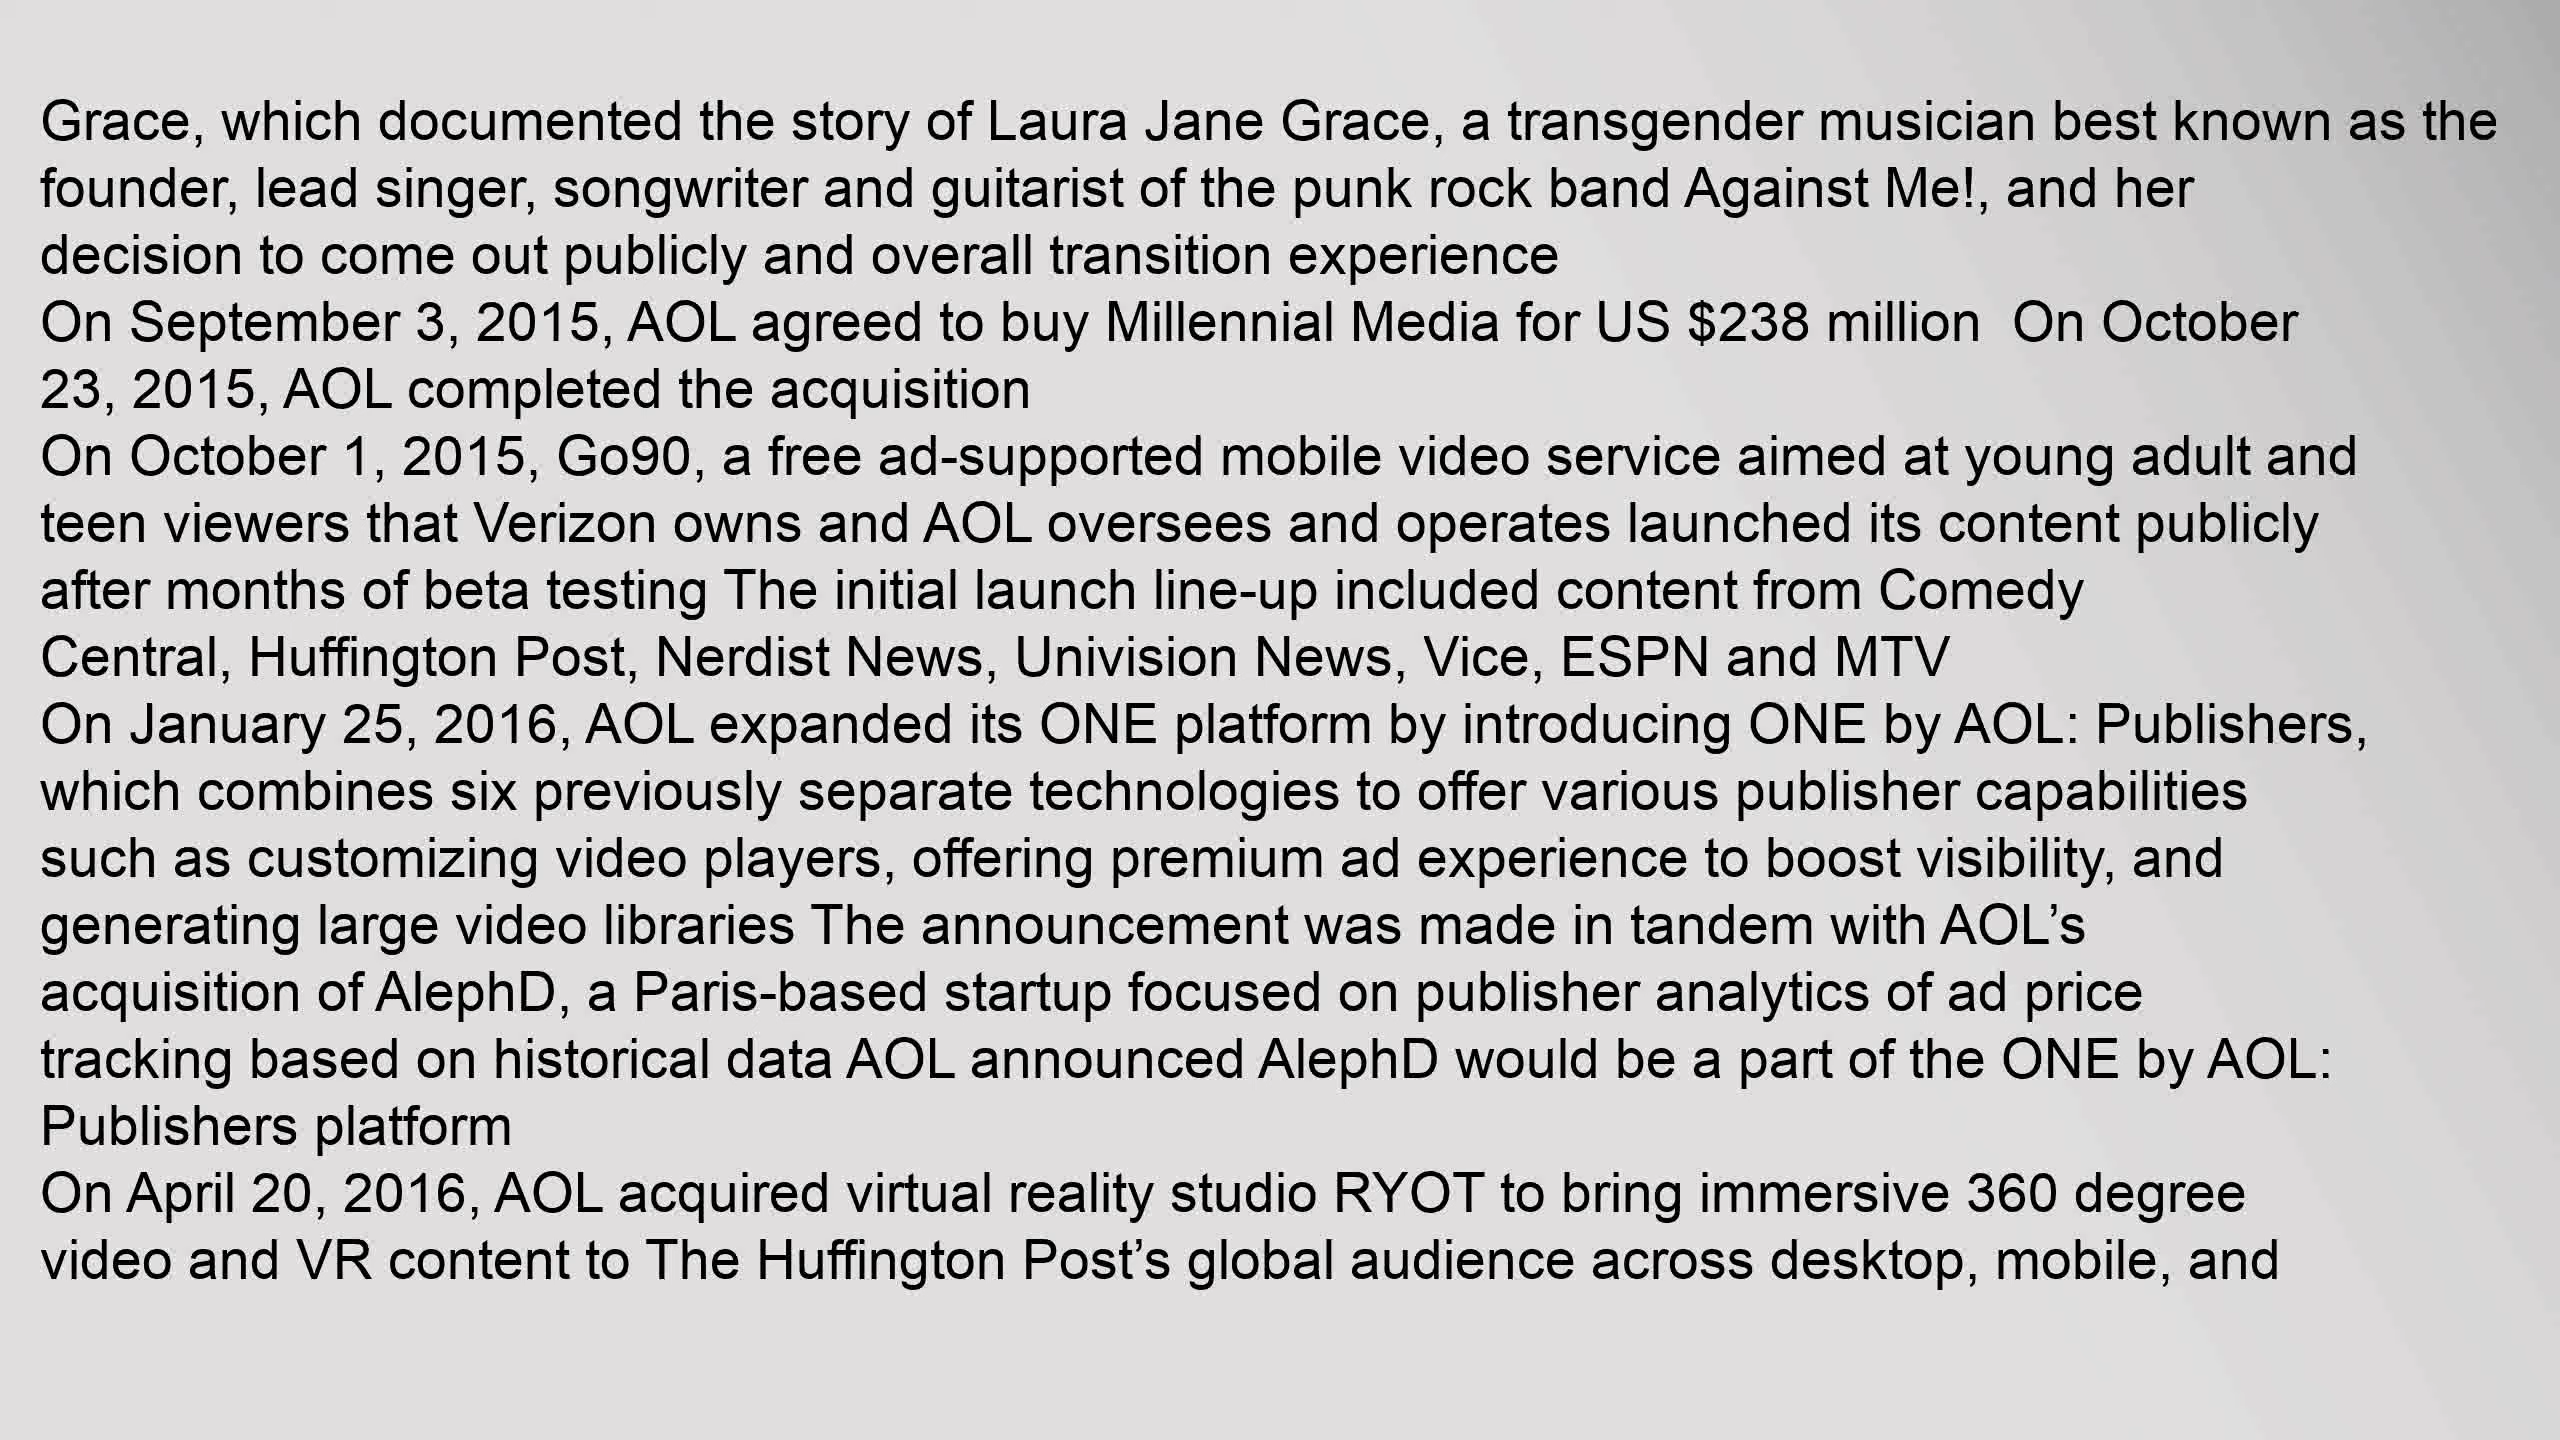 Grace, which documented the story of Laura Jane Grace, a transgender musician best known as the
founder, lead singer, songwriter and guitarist of the punk rock band Against Me!, and her
decision to come out publicly and overall transition experience
On September 3, 2015, AOL agreed to buy Millennial Media for US $238 million  On October
23, 2015, AOL completed the acquisition
On October 1, 2015, Go90, a free ad-supported mobile video service aimed at young adult and
teen viewers that Verizon owns and AOL oversees and operates launched its content publicly
after months of beta testing The initial launch line-up included content from Comedy
Central, Huffington Post, Nerdist News, Univision News, Vice, ESPN and MTV
On January 25, 2016, AOL expanded its ONE platform by introducing ONE by AOL: Publishers,
which combines six previously separate technologies to offer various publisher capabilities
such as customizing video players, offering premium ad experience to boost visibility, and
generating large video libraries The announcement was made in tandem with AOL’s
acquisition of AlephD, a Paris-based startup focused on publisher analytics of ad price
tracking based on historical data AOL announced AlephD would be a part of the ONE by AOL:
Publishers platform
On April 20, 2016, AOL acquired virtual reality studio RYOT to bring immersive 360 degree
video and VR content to The Huffington Post’s global audience across desktop, mobile, and